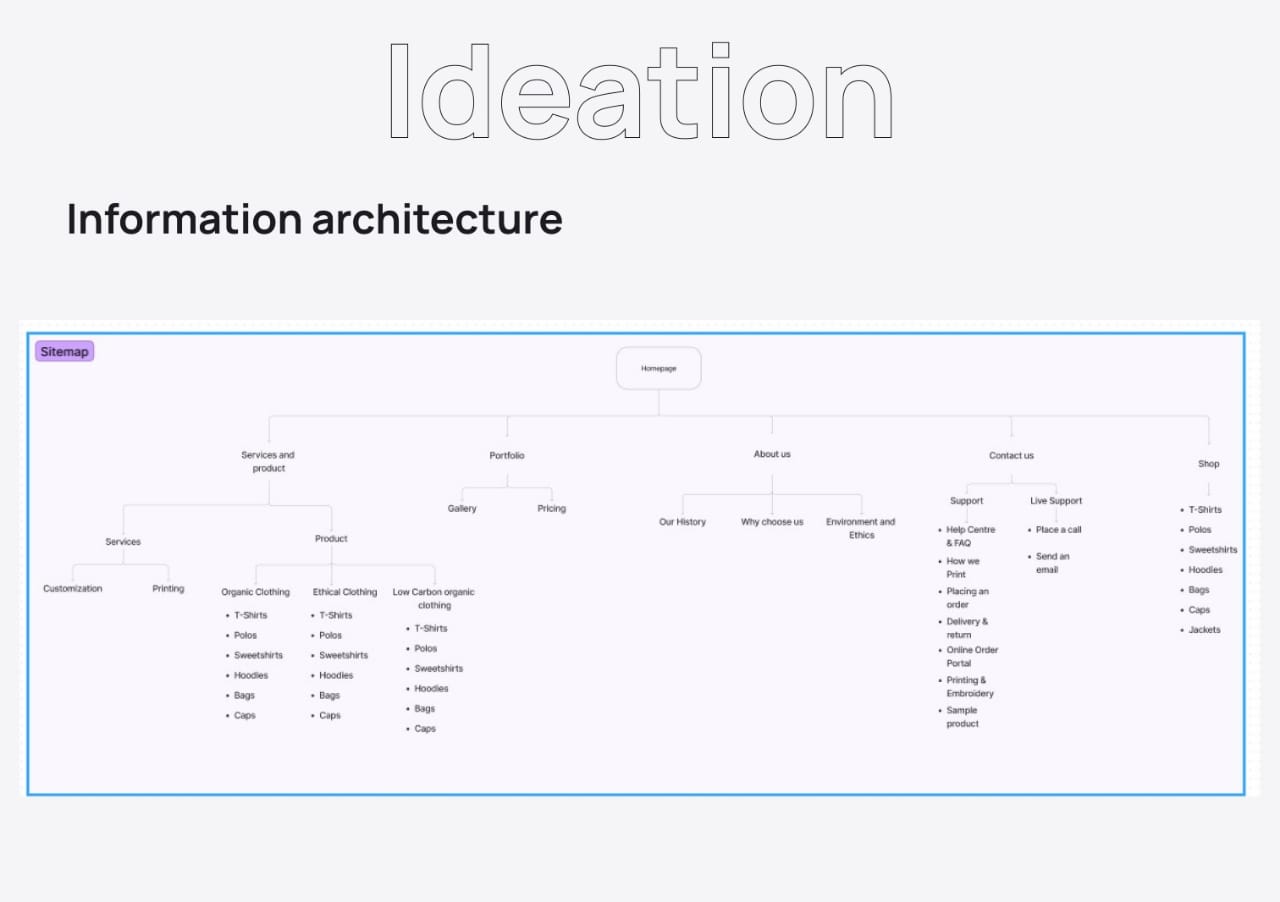 Ideation
Information architecture
Sitemap
Homepage
Services and
product
Portfolio
About us
Contact us
Shop
Services
Product
Customization
Printing
Organic Clothing
• T-Shirts
• Polos
• Sweetshirts
• Hoodies
• Bags
• Caps
Ethical Clothing
• T-Shirts
• Polos
• Sweetshirts
• Hoodies
• Bags
• Caps
Low Carbon organic
clothing
• T-Shirts
• Polos
• Sweetshirts
• Hoodies
• Bags
• Caps
Gallery
Pricing
Our History
Why choose us
Environment and
Ethics
Support
• Help Centre
& FAQ
• How we
Print
• Placing an
order
• Delivery &
return
• Online Order
Portal
• Printing &
Embroidery
• Sample
product
Live Support
• Place a call
• Send an
email
• T-Shirts
• Polos
• Sweetshirts
• Hoodies
• Bags
• Caps
• Jackets